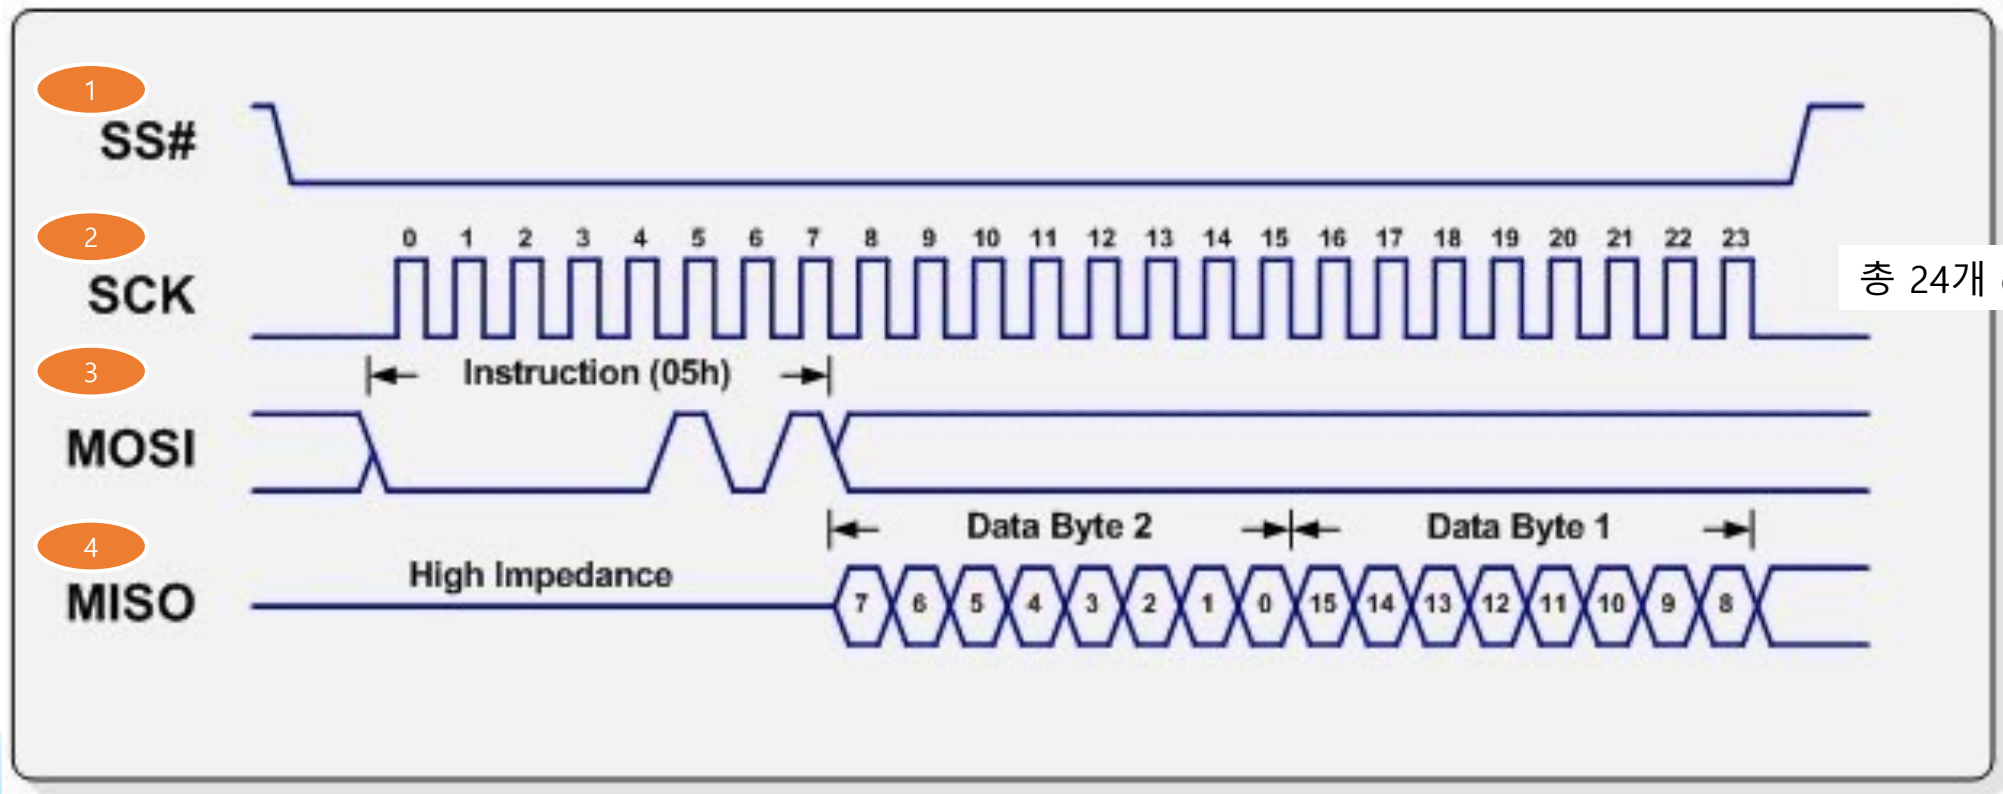 1
SS#
2
0 1 2 3 4 5 6 7 8 9 10 11 12 13 14 15 16 17 18 19 20 21 22 23
SCK
총 24개
3
Instruction (05h)
MOSI
Data Byte 2 Data Byte 1
4
High Impedance
MISO
7 6 5 4 3 2 1 0 15 14 13 12 11 10 9 8